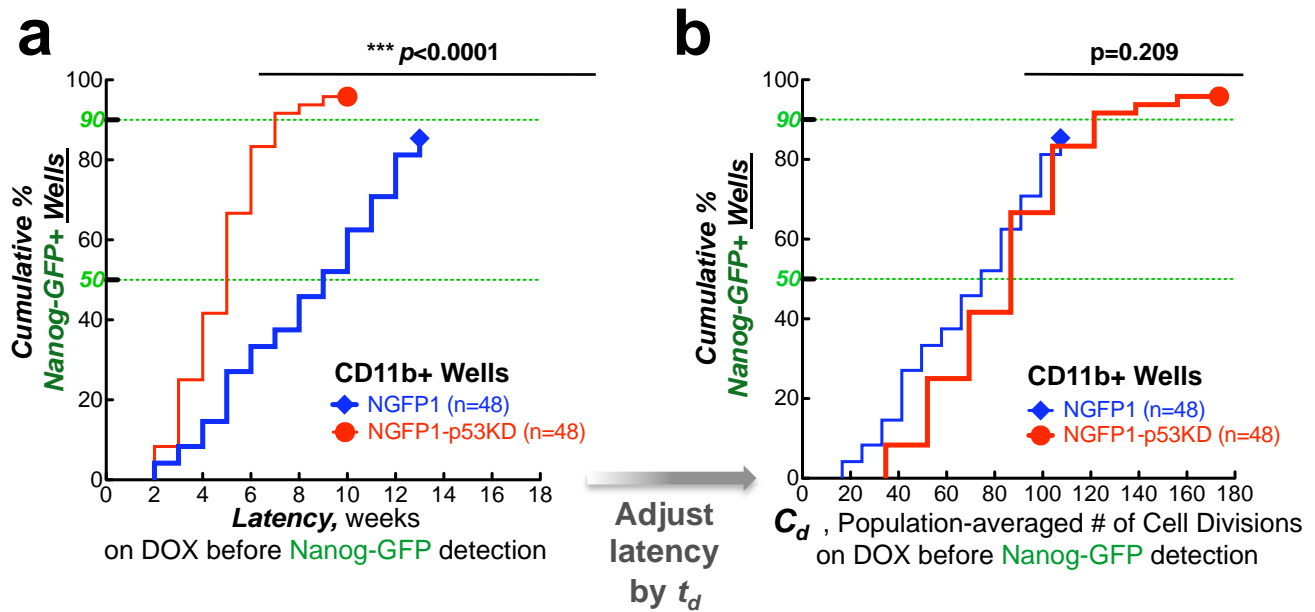 a
*** p<0.0001
Cumulative %
Nanog-GFP+ Wells
100
90
80
60
50
40
20
0
CD11b+ Wells
NGFP1 (n=48)
NGFP1-p53KD (n=48)
0 2 4 6 8 10 12 14 16 18
Latency, weeks
on DOX before Nanog-GFP detection
Adjust
latency
by td
b
p=0.209
Cumulative %
Nanog-GFP+ Wells
100
90
80
60
50
40
20
0
CD11b+ Wells
NGFP1 (n=48)
NGFP1-p53KD (n=48)
0 20 40 60 80 100 120 140 160 180
Cd , Population-averaged # of Cell Divisions
on DOX before Nanog-GFP detection